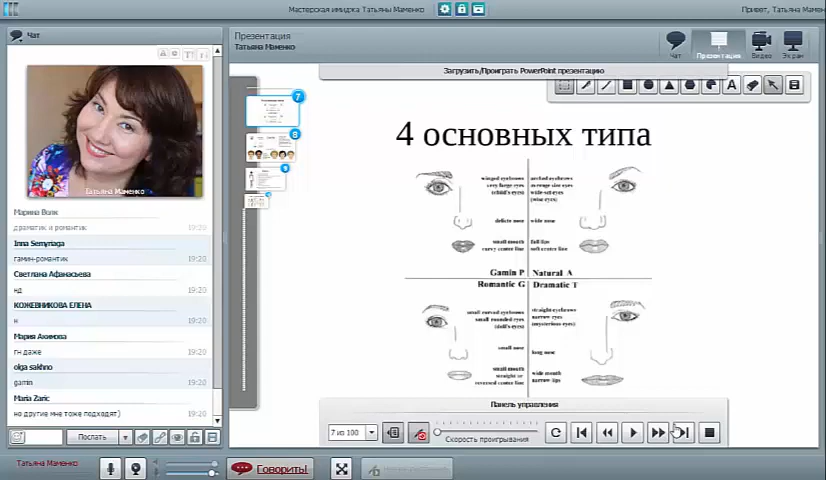 Мастерская имиджа Татьяны Маменко
Привет, Татьяна Мамен
Чат
Презентация
Татьяна Маменко
Чат
Презентация
Видео
Экран
Загрузить/Проиграть PowerPoint презентацию
Татьяна Маменко
Марина Волк
драматик и романтик 19:20
Inna Semyriaga
гамин-романтик 19:20
Светлана Афанасьева
нд 19:20
КОЖЕВНИКОВА ЕЛЕНА
н 19:20
Мария Акимова
гн даже 19:20
olga sakhno
gamin 19:20
Maria Zaric
но другие мне тоже подходят) 19:20
Послать
7
8
9
4 основных типа
winged eyebrows
very large eyes
(child's eyes)
delicte nose
small mouth
curvy center line
Gamin P
arched eyebrows
average size eyes
wide-set eyes
(wise eyes)
wide nose
full lips
soft center line
Natural A
Romantic G
small curved eyebrows
small rounded eyes
(doll's eyes)
small nose
small mouth
straight or
reversed center line
Dramatic T
straight eyebrows
narrow eyes
(mysterious eyes)
long nose
wide mouth
narrow lips
Панель управления
7 из 100
Скорость проигрывания
Татьяна Маменко
Говорить!